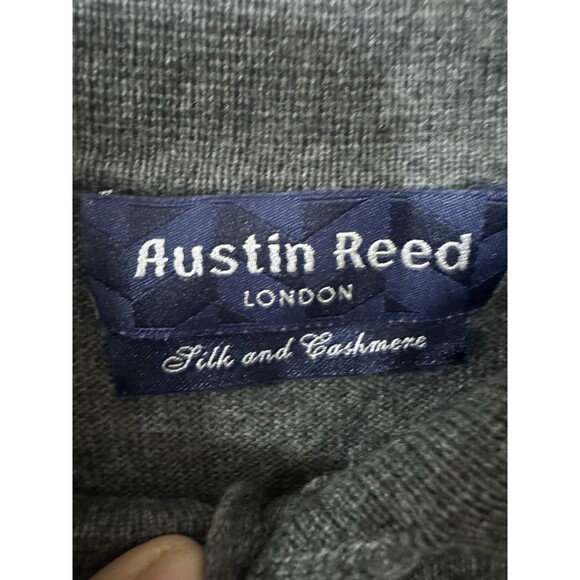 Austin Reed
LONDON
Silk and Cashmere